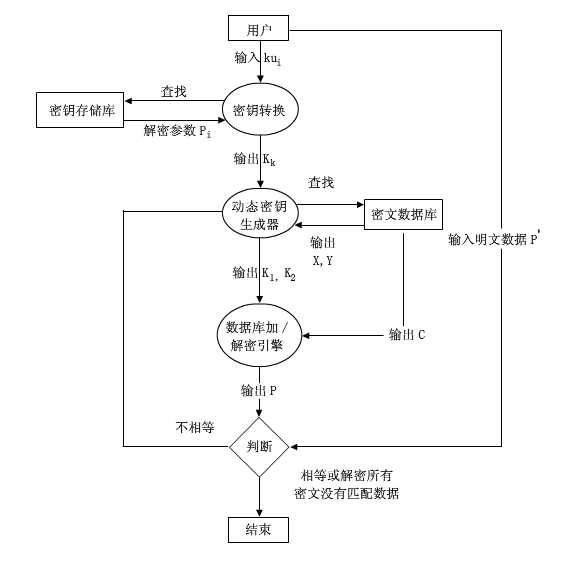 用户
输入 kuᵢ
查找
密钥存储库
密钥转换
解密参数 Pᵢ
输出 Kₖ
查找
动态密钥
生成器
密文数据库
输出
X,Y
输入明文数据 P'
输出 K₁, K₂
数据库加／
解密引擎
输出 C
输出 P
不相等
判断
相等或解密所有
密文没有匹配数据
结束